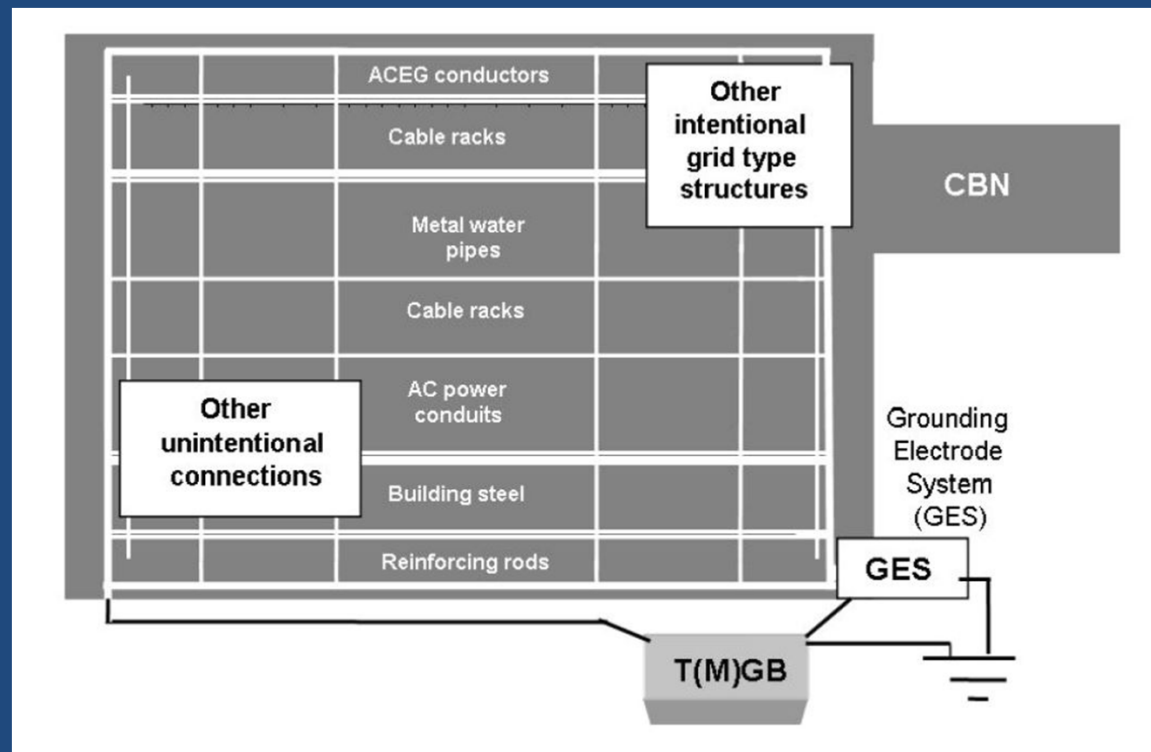 ACEG conductors
Cable racks
Other
intentional
grid type
structures
CBN
Metal water
pipes
Cable racks
AC power
conduits
Other
unintentional
connections
Building steel
Reinforcing rods
Grounding
Electrode
System
(GES)
GES
T(M)GB